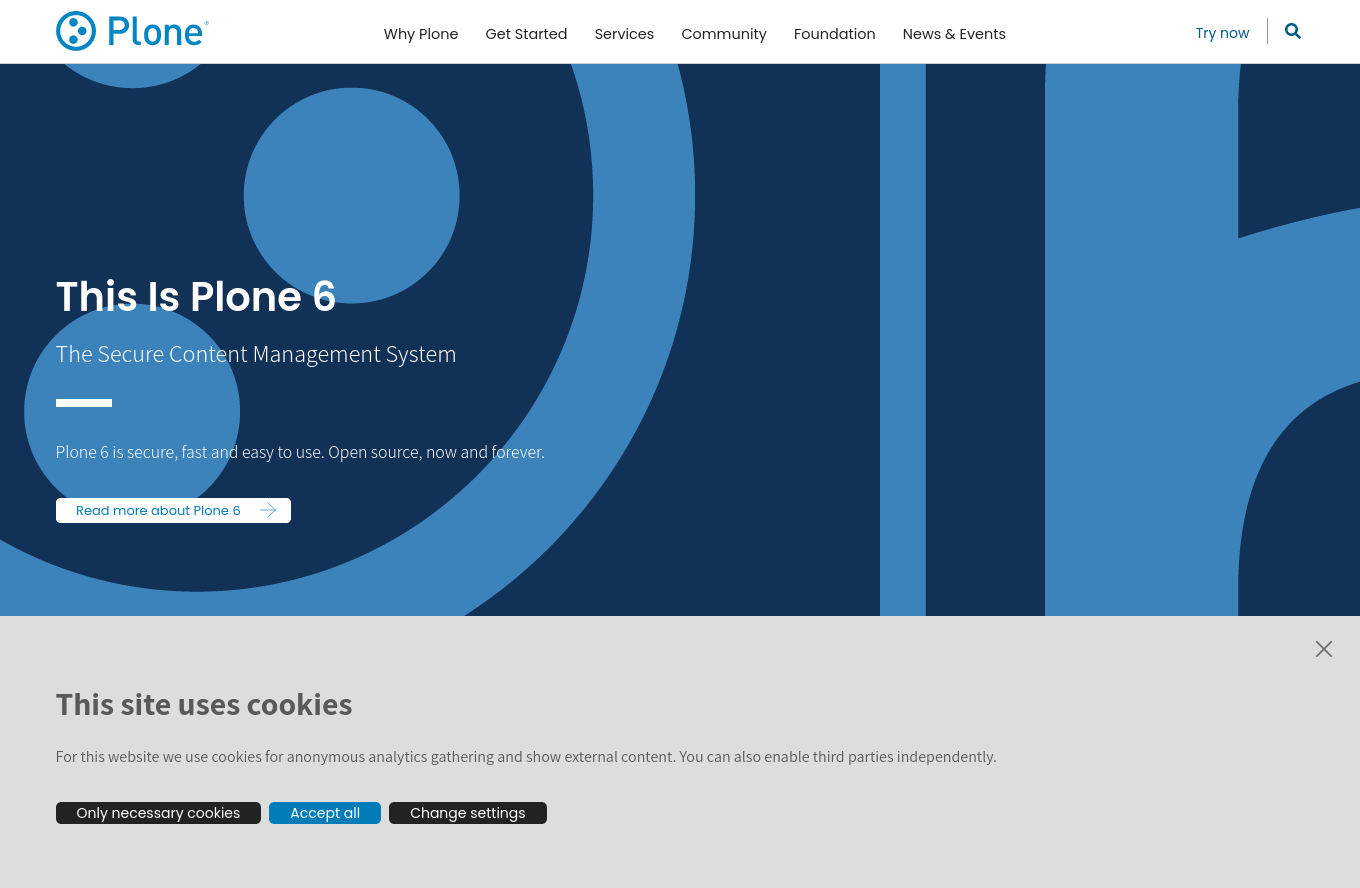 Plone®
Why Plone Get Started Services Community Foundation News & Events
Try now
This Is Plone 6
The Secure Content Management System
Plone 6 is secure, fast and easy to use. Open source, now and forever.
Read more about Plone 6
This site uses cookies
For this website we use cookies for anonymous analytics gathering and show external content. You can also enable third parties independently.
Only necessary cookies Accept all Change settings